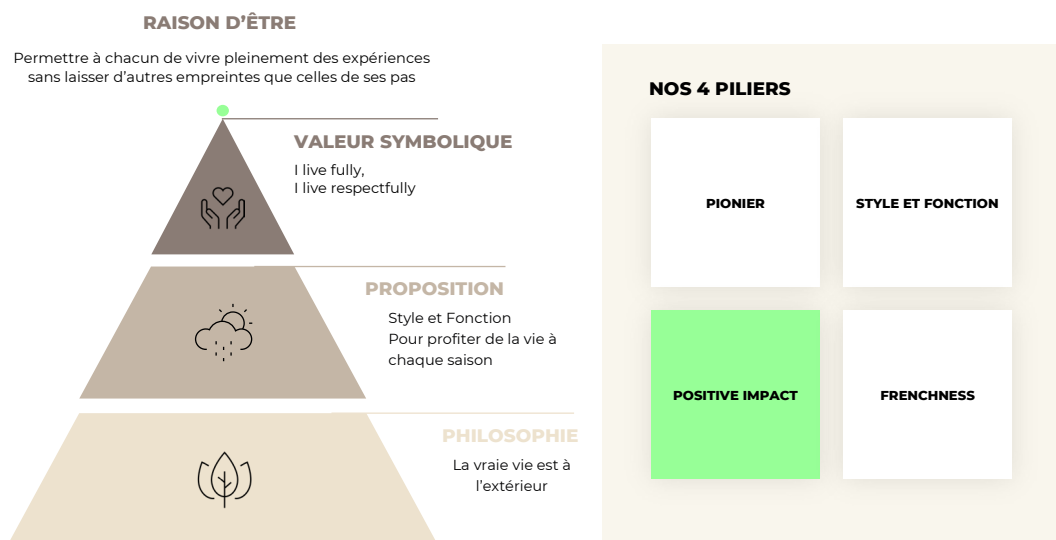 RAISON D’ÊTRE
Permettre à chacun de vivre pleinement des expériences
sans laisser d’autres empreintes que celles de ses pas
VALEUR SYMBOLIQUE
I live fully,
I live respectfully
PROPOSITION
Style et Fonction
Pour profiter de la vie à
chaque saison
PHILOSOPHIE
La vraie vie est à
l’extérieur
NOS 4 PILIERS
PIONIER
STYLE ET FONCTION
POSITIVE IMPACT
FRENCHNESS